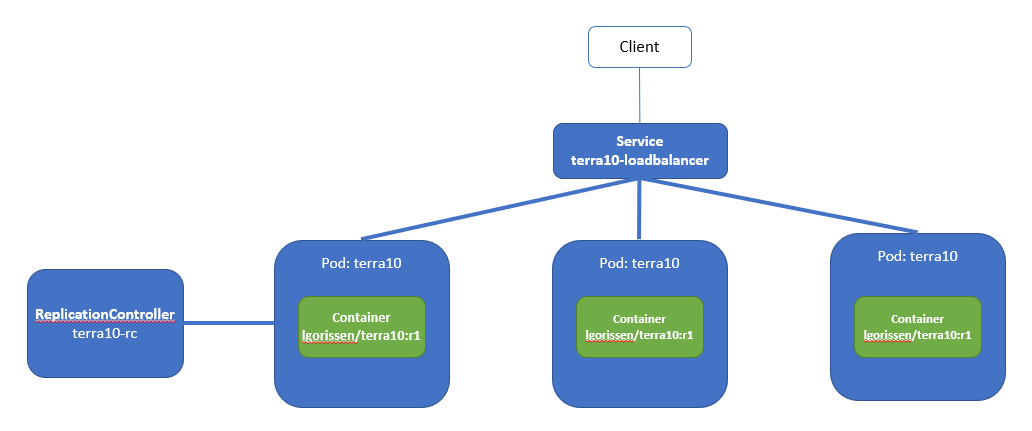 Client
Service
terra10-loadbalancer
ReplicationController
terra10-rc
Pod: terra10
Container
lgorissen/terra10:r1
Pod: terra10
Container
lgorissen/terra10:r1
Pod: terra10
Container
lgorissen/terra10:r1